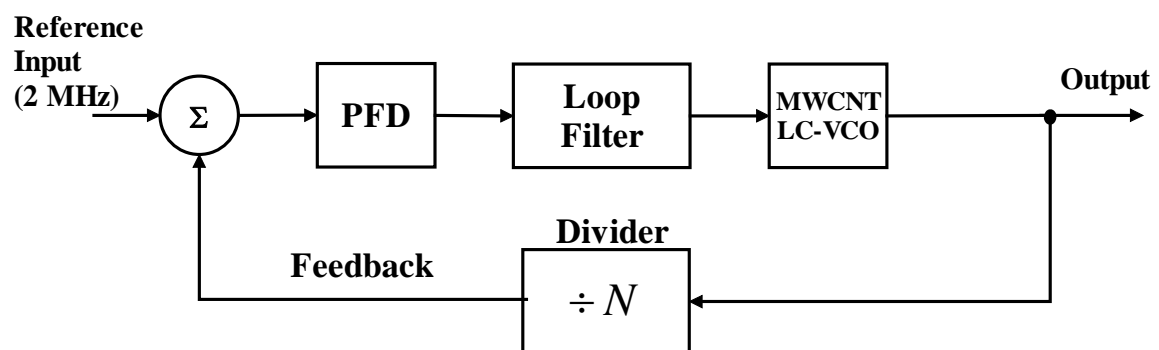 Reference
Input
(2 MHz)
Σ
PFD
Loop
Filter
MWCNT
LC-VCO
Output
Divider
Feedback
÷ N